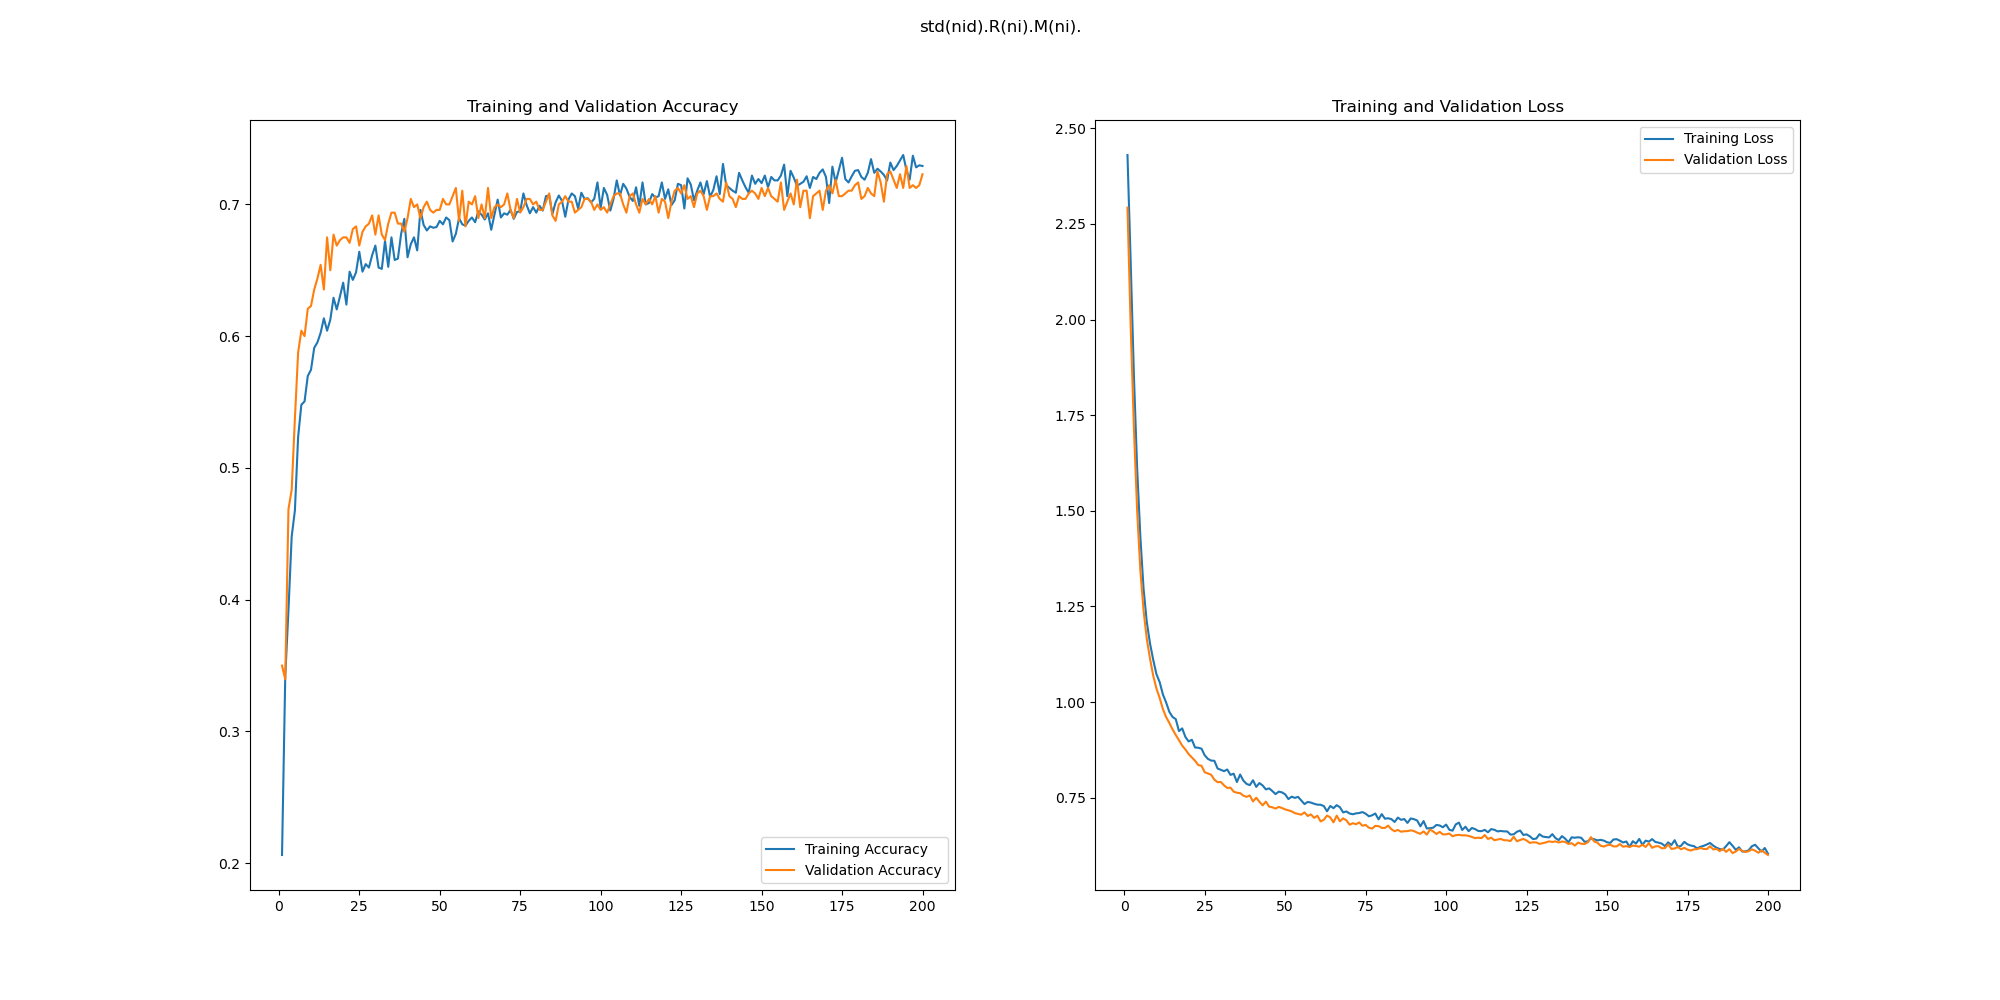 std(nid).R(ni).M(ni).
Training and Validation Accuracy
0.7
0.6
0.5
0.4
0.3
0.2
0 25 50 75 100 125 150 175 200
Training Accuracy
Validation Accuracy
Training and Validation Loss
2.50
2.25
2.00
1.75
1.50
1.25
1.00
0.75
0 25 50 75 100 125 150 175 200
Training Loss
Validation Loss